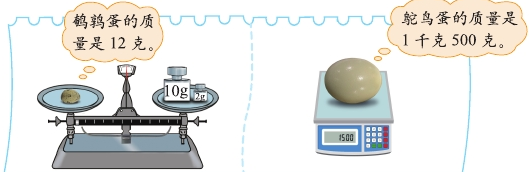 鹌鹑蛋的质
量是 12 克。
10g
2g
鸵鸟蛋的质量是
1 千克 500 克。
1500